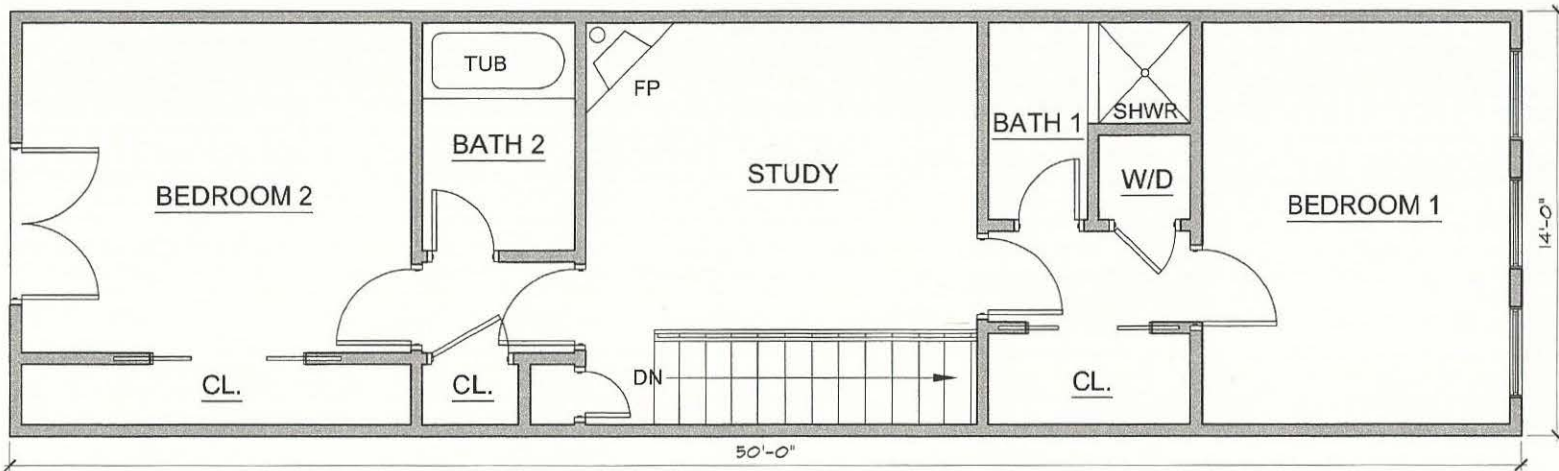 TUB
FP
SHWR
BATH 1
BATH 2
STUDY
W/D
BEDROOM 2
BEDROOM 1
14'-0"
DN
CL.
CL.
CL.
50'-0"